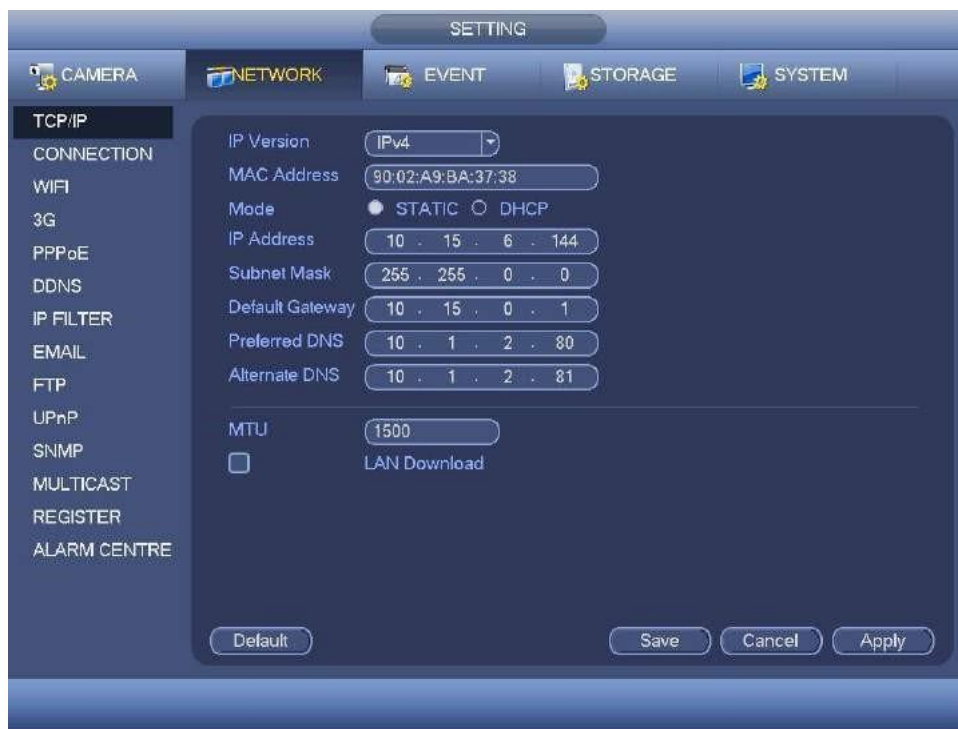 SETTING
CAMERA NETWORK EVENT STORAGE SYSTEM
TCP/IP
CONNECTION
WIFI
3G
PPPoE
DDNS
IP FILTER
EMAIL
FTP
UPnP
SNMP
MULTICAST
REGISTER
ALARM CENTRE
IP Version IPv4
MAC Address 90:02:A9:BA:37:38
Mode STATIC DHCP
IP Address 10 . 15 . 6 . 144
Subnet Mask 255 . 255 . 0 . 0
Default Gateway 10 . 15 . 0 . 1
Preferred DNS 10 . 1 . 2 . 80
Alternate DNS 10 . 1 . 2 . 81
MTU 1500
LAN Download
Default Save Cancel Apply